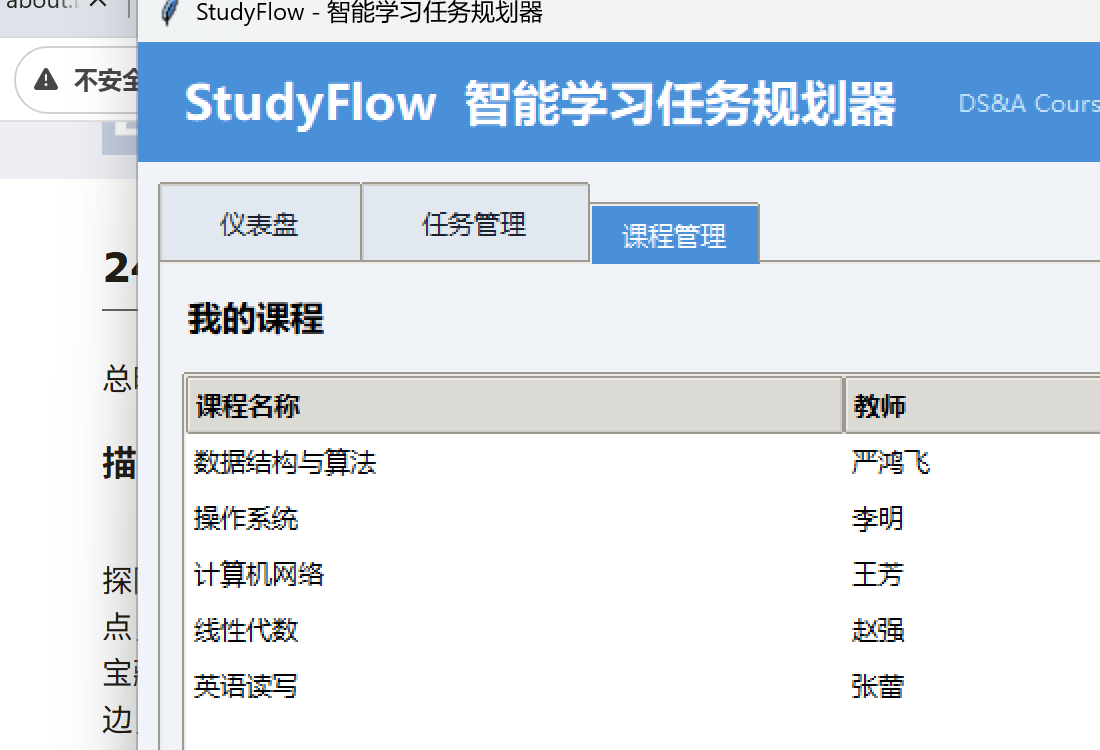 StudyFlow - 智能学习任务规划器
不安全
StudyFlow 智能学习任务规划器
DS&A Cours
仪表盘
任务管理
课程管理
我的课程
课程名称 教师
数据结构与算法 严鸿飞
操作系统 李明
计算机网络 王芳
线性代数 赵强
英语读写 张蕾
24
总
描
探
点
宝
边